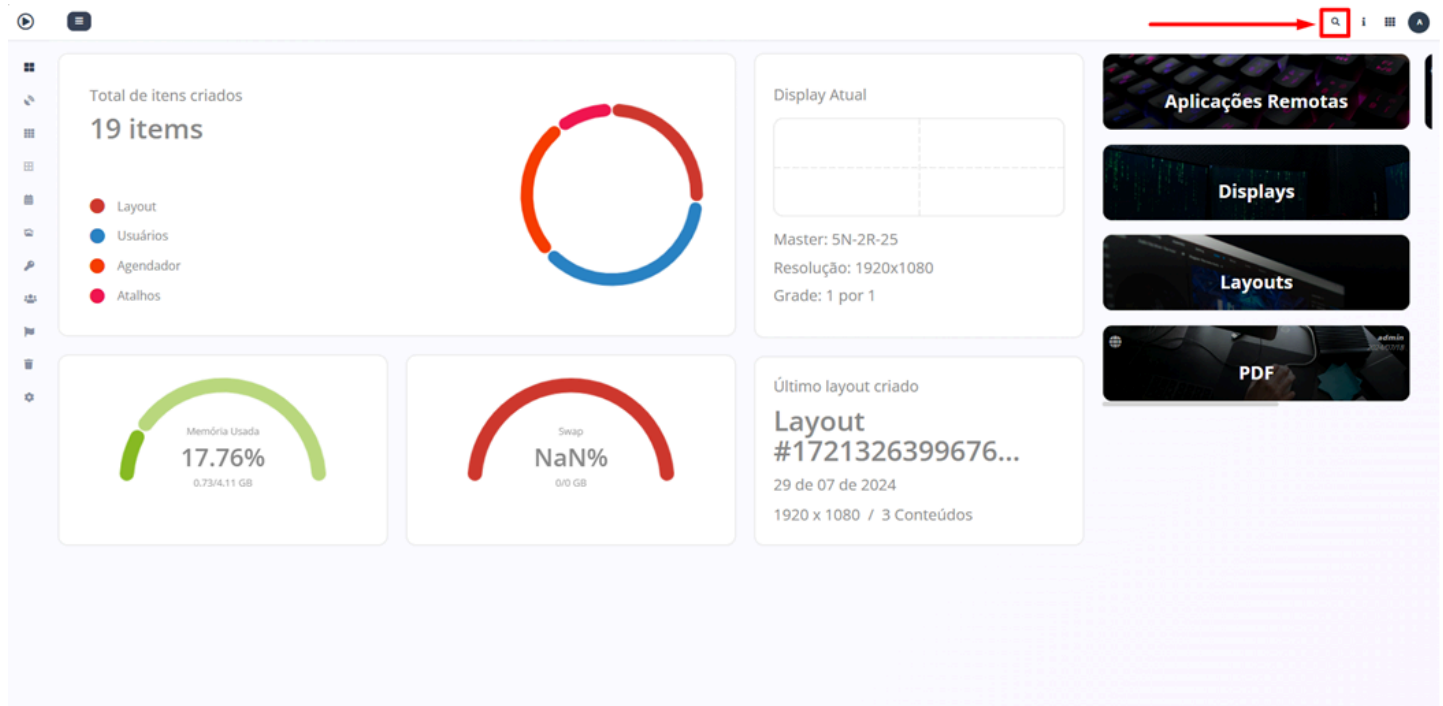 A
Total de itens criados
19 items
Layout
Usuários
Agendador
Atalhos
Display Atual
Master: 5N-2R-25
Resolução: 1920x1080
Grade: 1 por 1
Aplicações Remotas
Displays
Layouts
admin
PDF
Memória Usada
17.76%
0.73/4.11 GB
Swap
NaN%
0/0 GB
Último layout criado
Layout
#1721326399676...
29 de 07 de 2024
1920 x 1080 / 3 Conteúdos